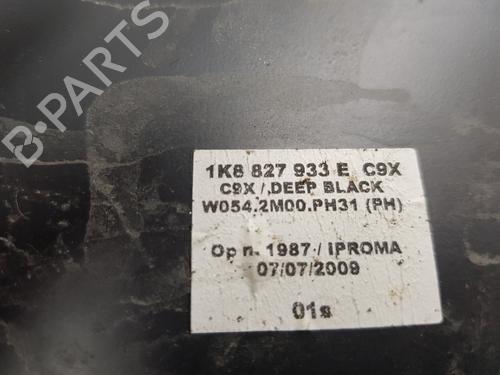 B-PARTS
1K8 827 933 E C9X
C9X / DEEP BLACK
W054.2M00.PH31 (PH)
Op n. 1987 / IPROMA
07/07/2009
01s